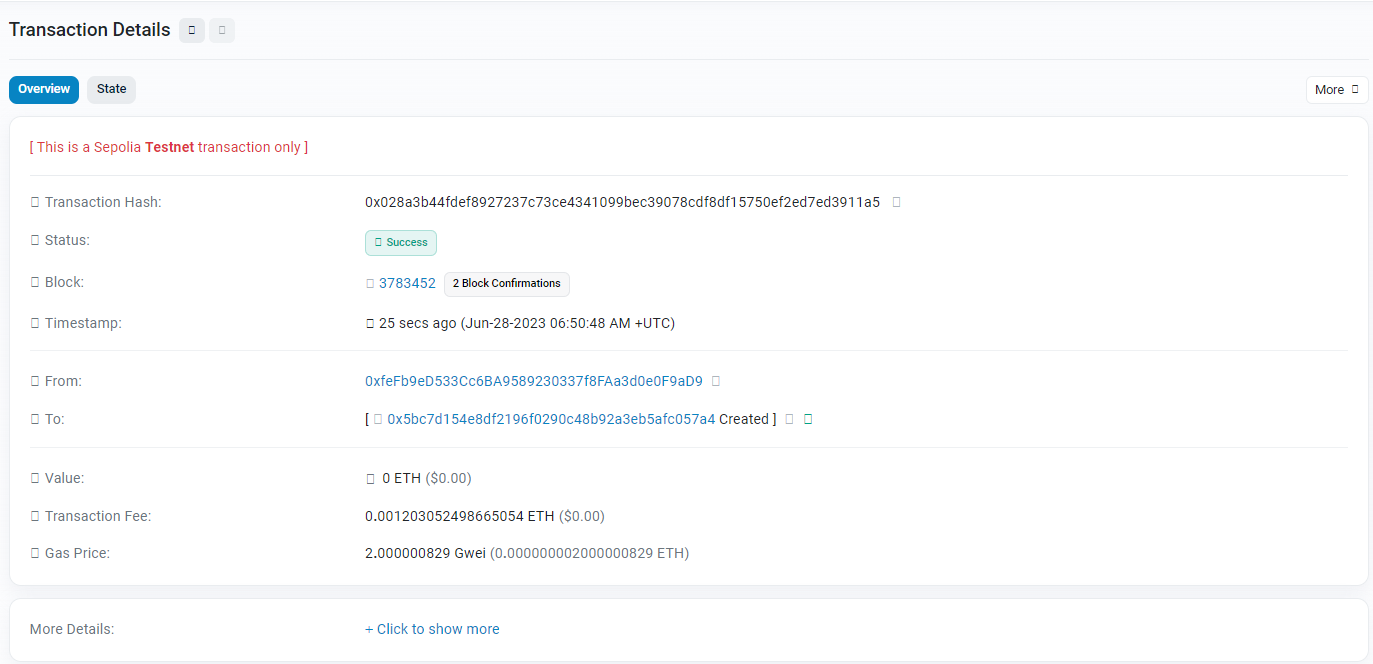 Transaction Details
Overview State More
[ This is a Sepolia Testnet transaction only ]
Transaction Hash: 0x028a3b44fdef8927237c73ce4341099bec39078cdf8df15750ef2ed7ed3911a5
Status: Success
Block: 3783452 2 Block Confirmations
Timestamp: 25 secs ago (Jun-28-2023 06:50:48 AM +UTC)
From: 0xfeFb9eD533Cc6BA9589230337f8FAa3d0e0F9aD9
To: [ 0x5bc7d154e8df2196f0290c48b92a3eb5afc057a4 Created ]
Value: 0 ETH ($0.00)
Transaction Fee: 0.001203052498665054 ETH ($0.00)
Gas Price: 2.000000829 Gwei (0.000000002000000829 ETH)
More Details: + Click to show more